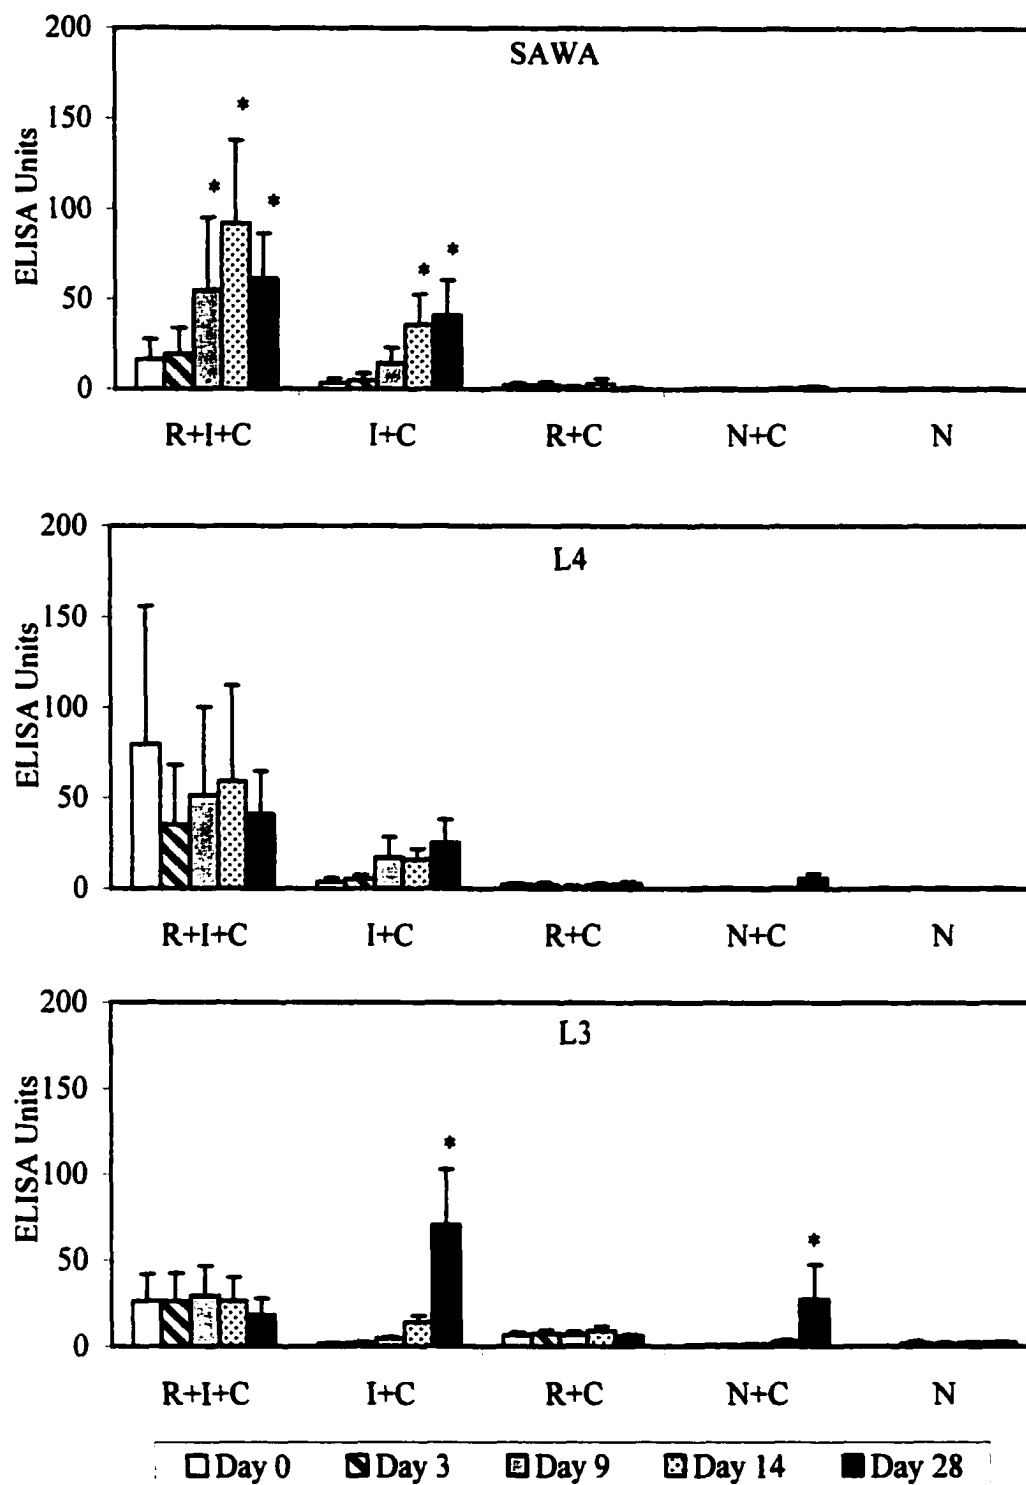 SAWA
ELISA Units
200
150
100
50
0
* * *
* *
R+I+C I+C R+C N+C N
L4
ELISA Units
200
150
100
50
0
R+I+C I+C R+C N+C N
L3
ELISA Units
200
150
100
50
0
* *
R+I+C I+C R+C N+C N
Day 0 Day 3 Day 9 Day 14 Day 28